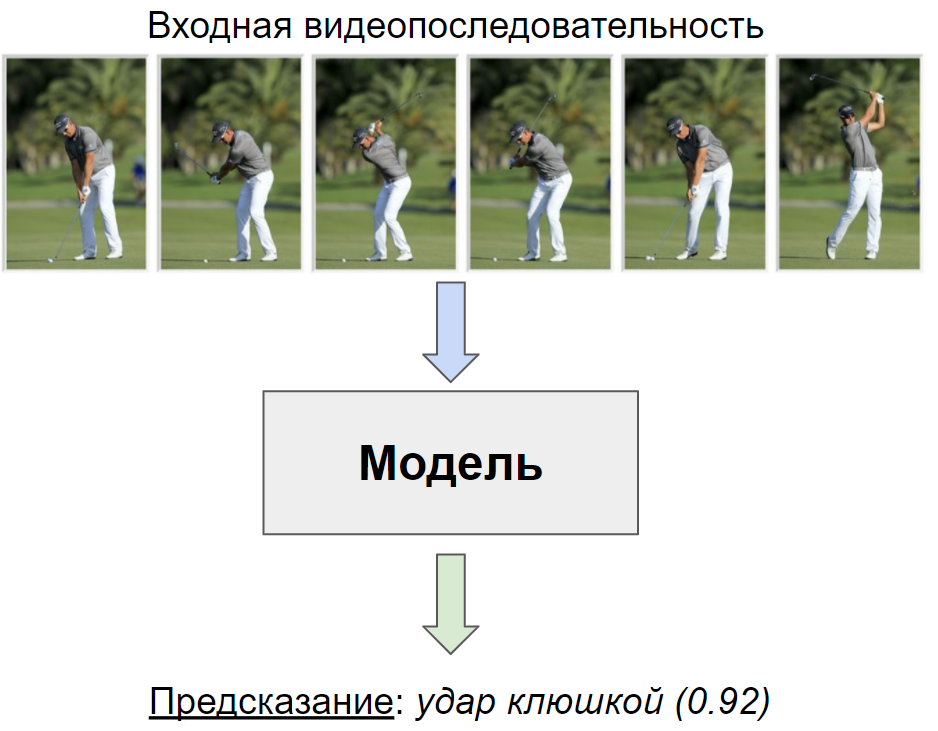 Входная видеопоследовательность
Модель
Предсказание: удар клюшкой (0.92)